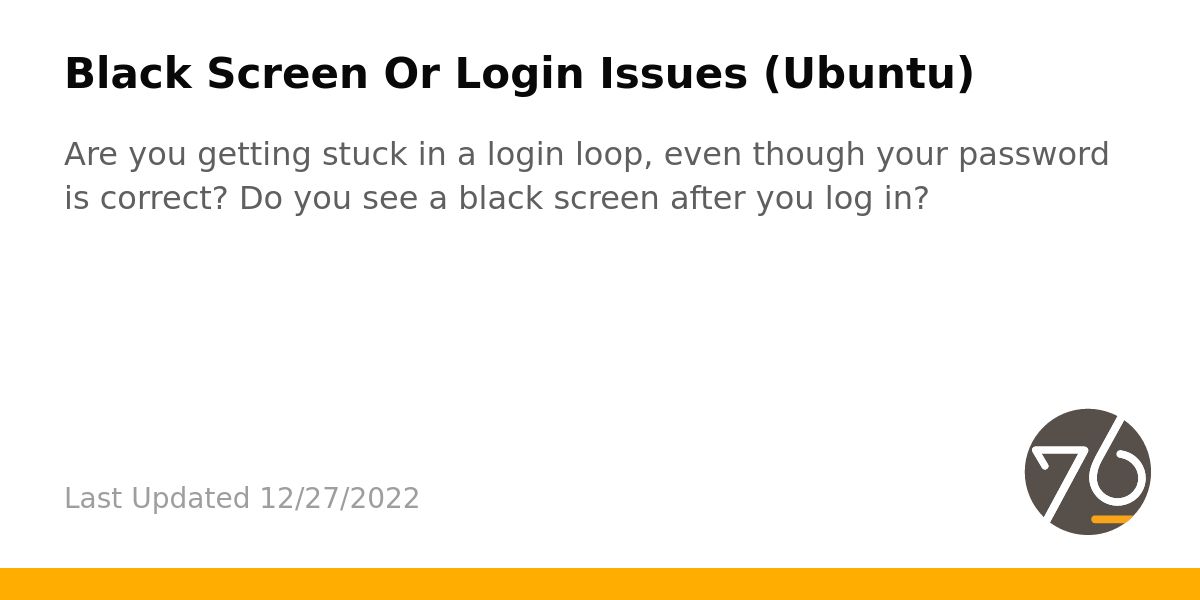 Black Screen Or Login Issues (Ubuntu)
Are you getting stuck in a login loop, even though your password
is correct? Do you see a black screen after you log in?
Last Updated 12/27/2022
76